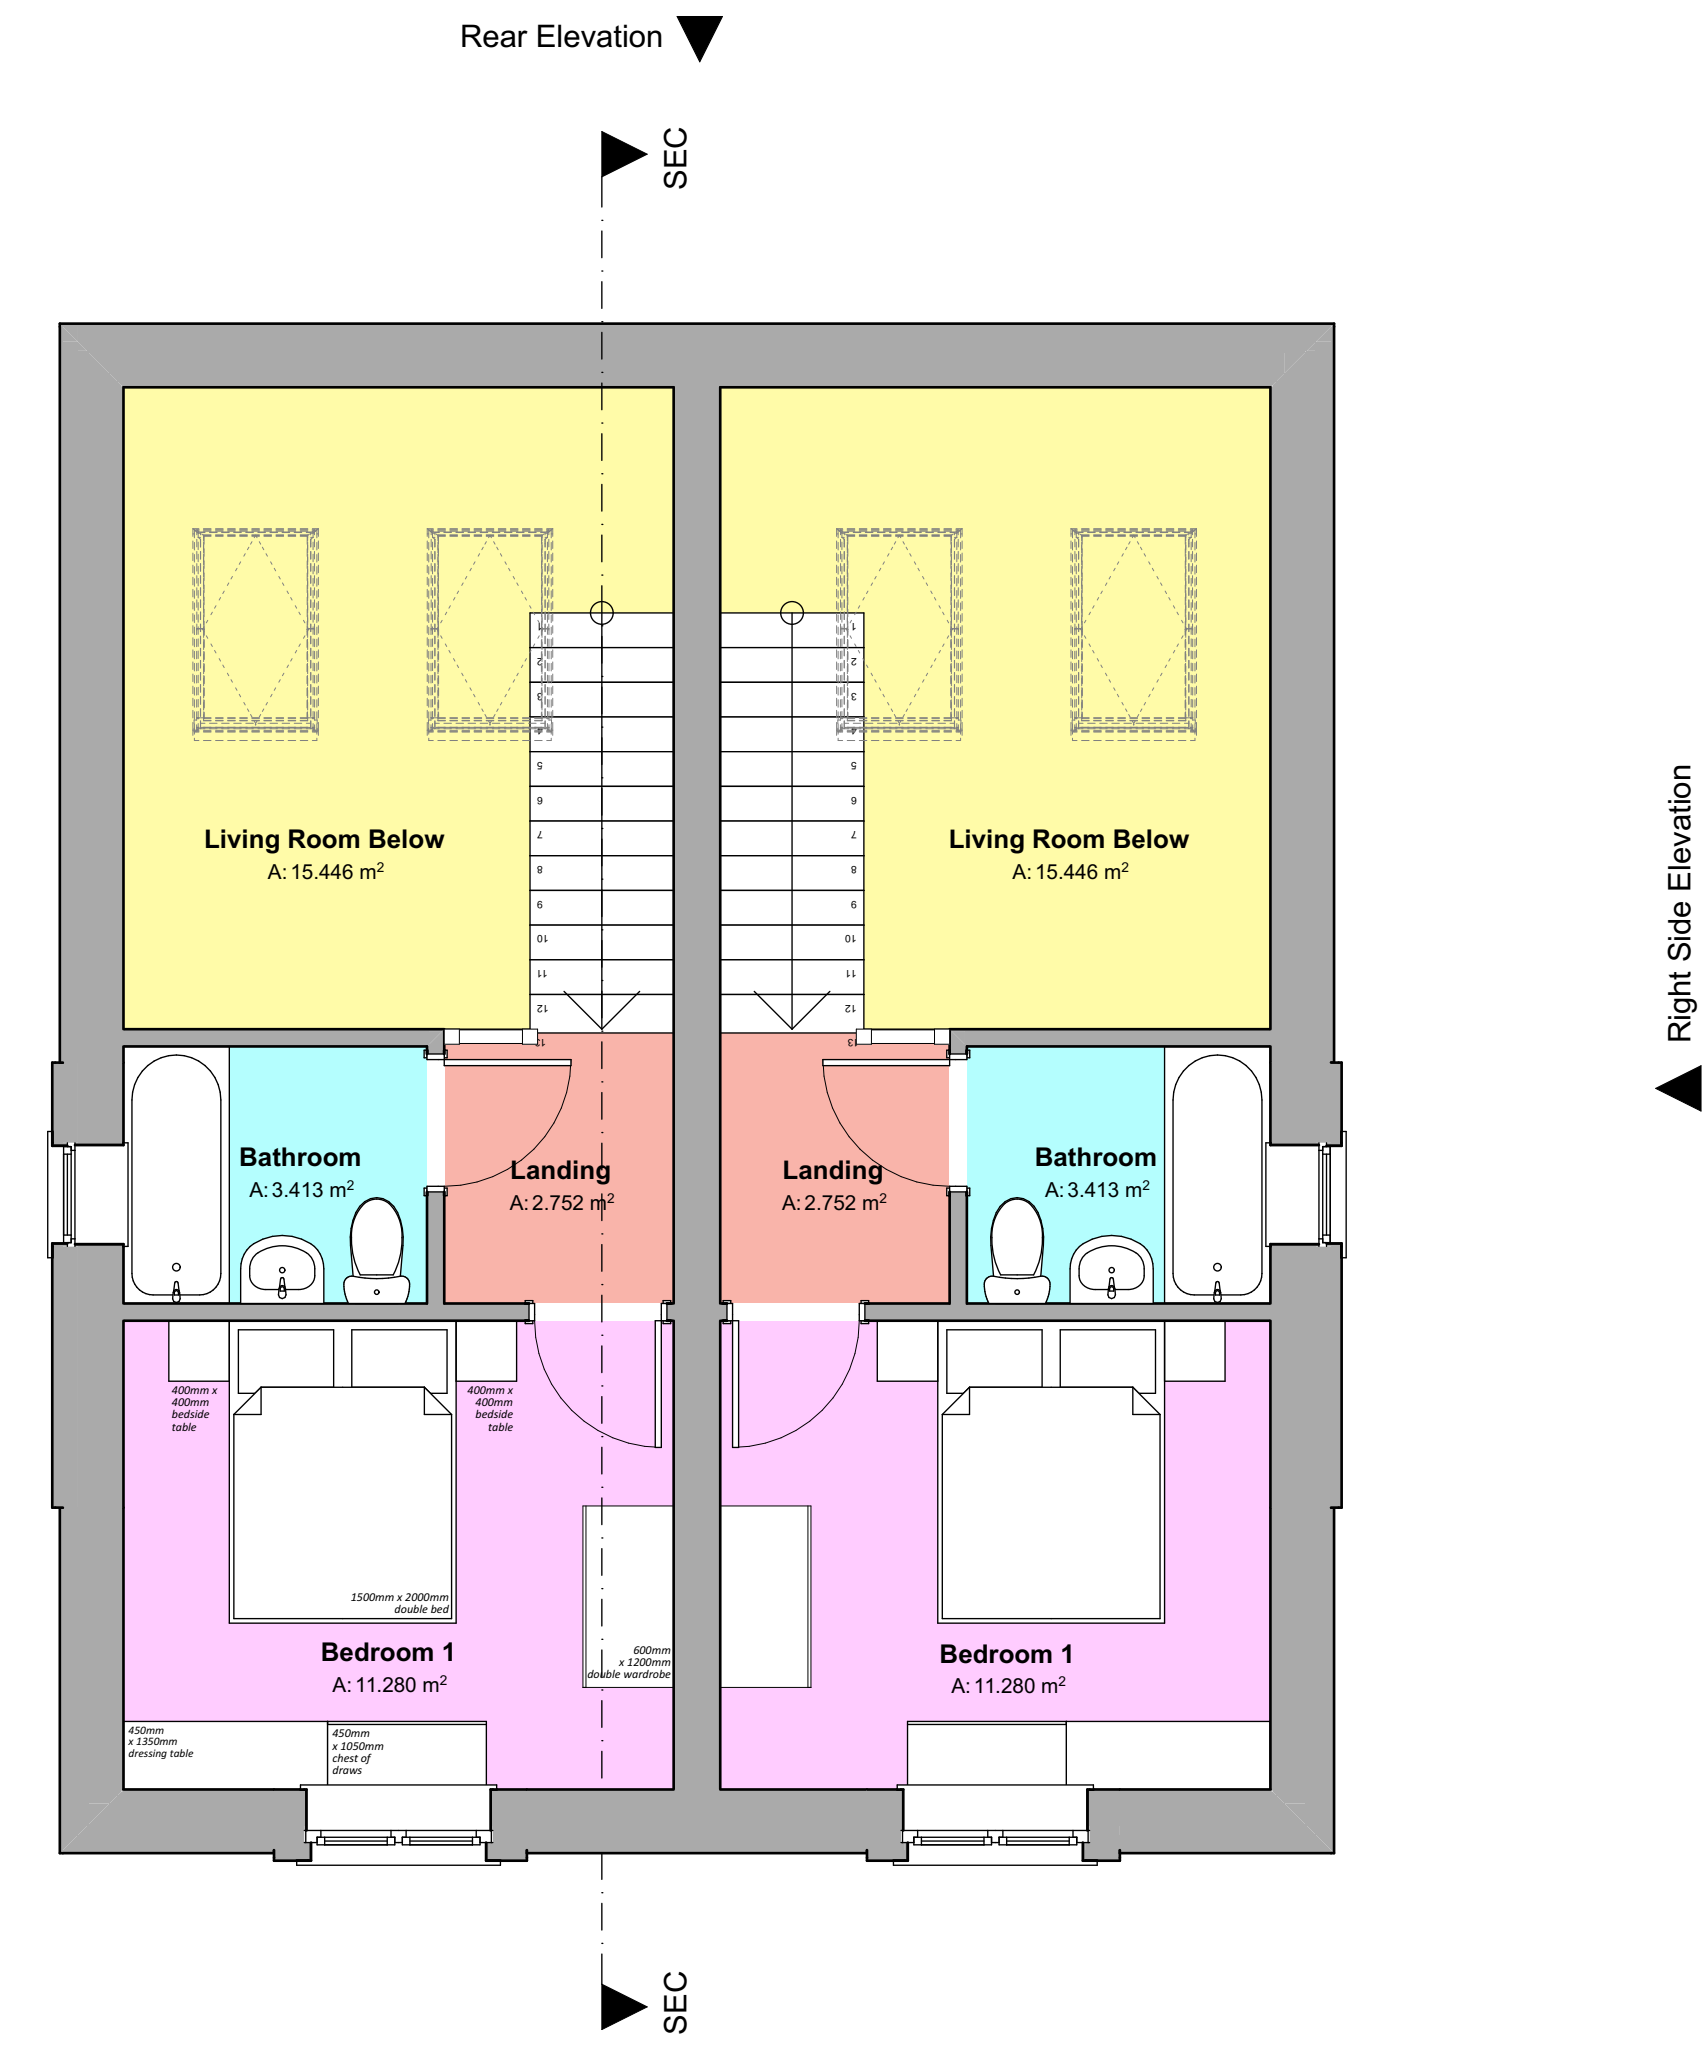 Rear Elevation
SEC
1
2
3
4
5
6
7
8
9
10
11
12
13
1
2
3
4
5
6
7
8
9
10
11
12
13
Living Room Below
A: 15.446 m²
Living Room Below
A: 15.446 m²
Right Side Elevation
Bathroom
A: 3.413 m²
Landing
A: 2.752 m²
Landing
A: 2.752 m²
Bathroom
A: 3.413 m²
400mm x
400mm
bedside
table
400mm x
400mm
bedside
table
1500mm x 2000mm
double bed
Bedroom 1
A: 11.280 m²
600mm
x 1200mm
double wardrobe
Bedroom 1
A: 11.280 m²
450mm
x 1350mm
dressing table
450mm
x 1050mm
chest of
draws
SEC